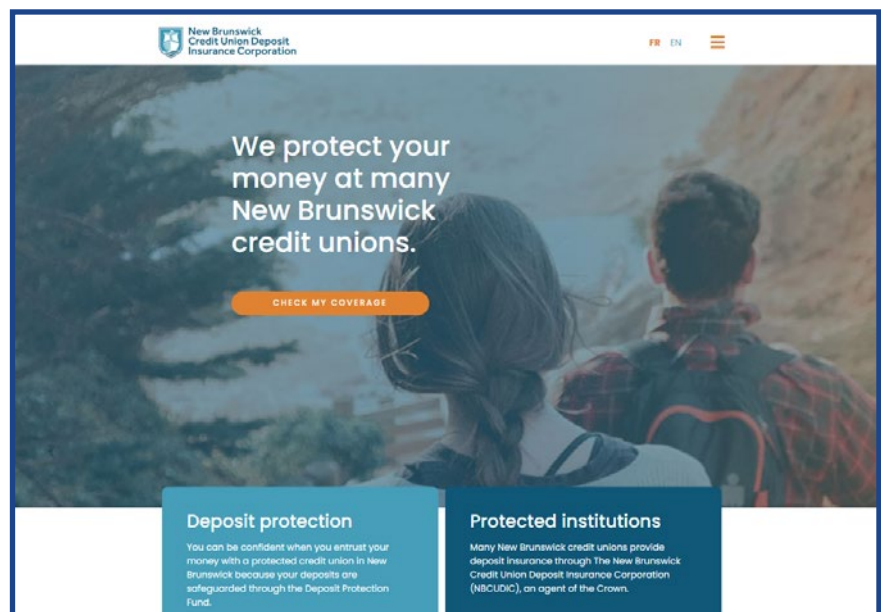 New Brunswick
Credit Union Deposit
Insurance Corporation
FR EN
We protect your
money at many
New Brunswick
credit unions.
CHECK MY COVERAGE
Deposit protection
You can be confident when you entrust your
money with a protected credit union in New
Brunswick because your deposits are
safeguarded through the Deposit Protection
Fund.
Protected institutions
Many New Brunswick credit unions provide
deposit insurance through The New Brunswick
Credit Union Deposit Insurance Corporation
(NBCUDIC), an agent of the Crown.